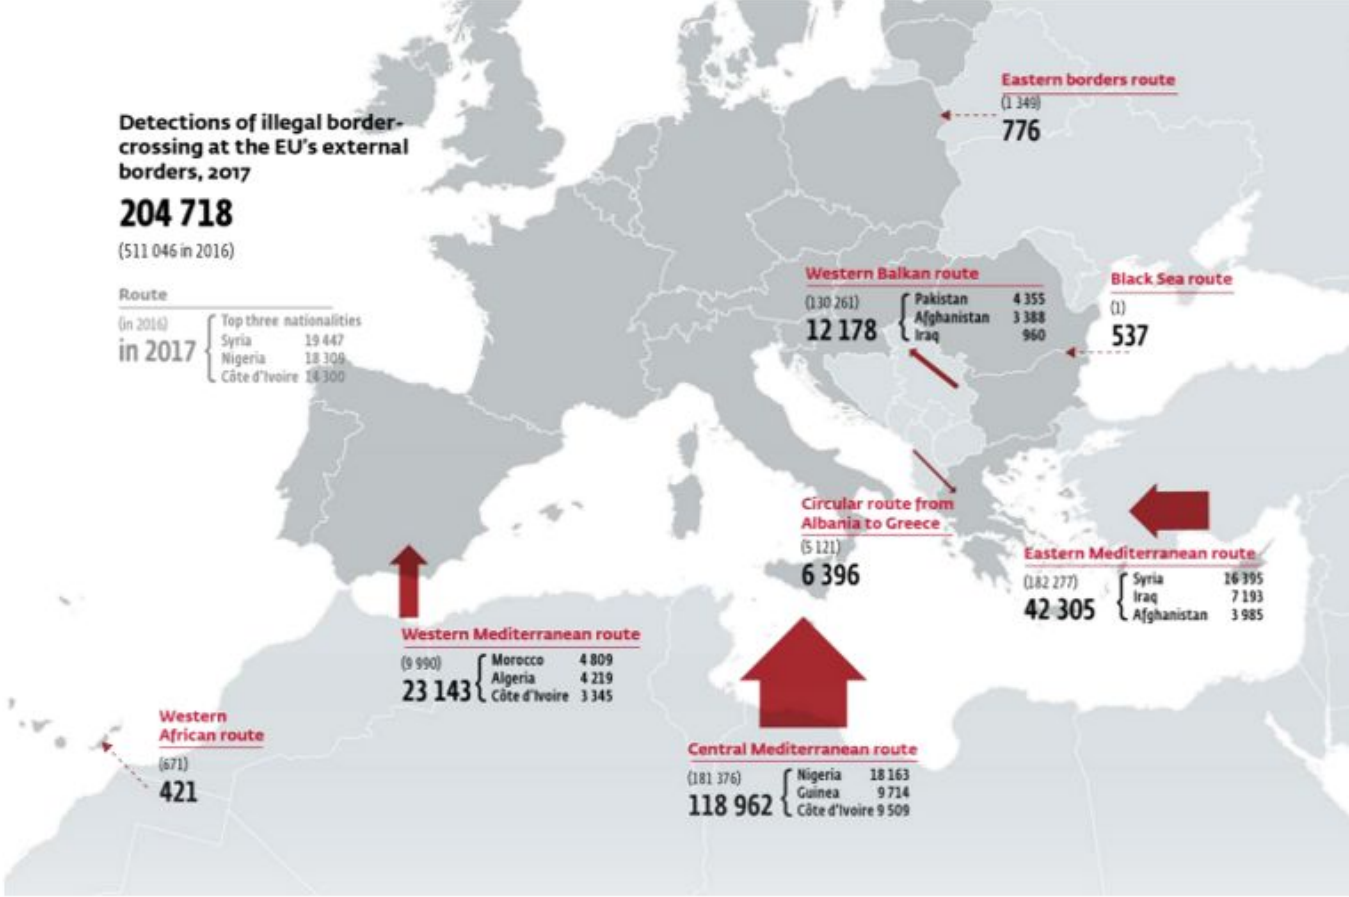 Detections of illegal border-
crossing at the EU's external
borders, 2017
204 718
(511 046 in 2016)
Route
(in 2016)
in 2017
Top three nationalities
Syria 19 447
Nigeria 18 309
Côte d'Ivoire 14 300
Eastern borders route
(1 349)
776
Western Balkan route
(130 261)
12 178
Pakistan 4 355
Afghanistan 3 388
Iraq 960
Black Sea route
(1)
537
Circular route from
Albania to Greece
(5 121)
6 396
Eastern Mediterranean route
(182 277)
42 305
Syria 16 395
Iraq 7 193
Afghanistan 3 985
Western Mediterranean route
(9 990)
23 143
Morocco 4 809
Algeria 4 219
Côte d'Ivoire 3 345
Western
African route
(671)
421
Central Mediterranean route
(181 376)
118 962
Nigeria 18 163
Guinea 9 714
Côte d'Ivoire 9 509